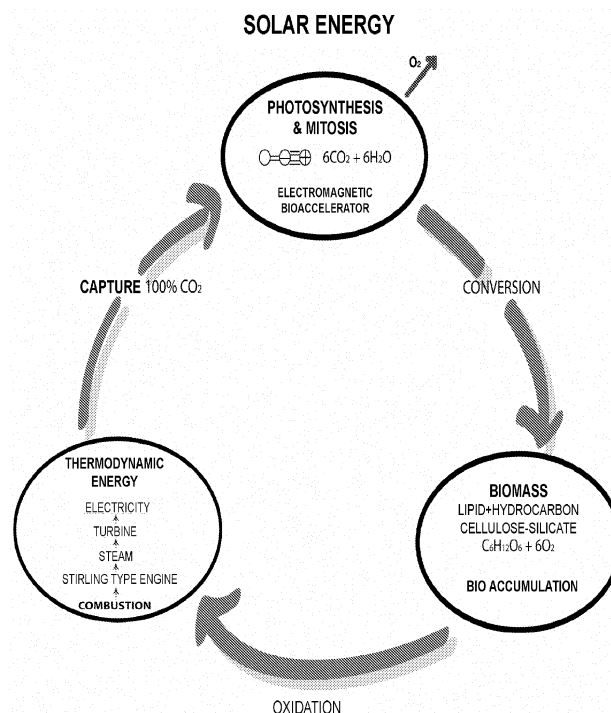 SOLAR ENERGY
O₂
PHOTOSYNTHESIS
& MITOSIS
6CO₂ + 6H₂O
ELECTROMAGNETIC
BIOACCELERATOR
CAPTURE 100% CO₂
CONVERSION
THERMODYNAMIC
ENERGY
ELECTRICITY
TURBINE
STEAM
STIRLING TYPE ENGINE
COMBUSTION
BIOMASS
LIPID+HYDROCARBON
CELLULOSE-SILICATE
C₆H₁₂O₆ + 6O₂
BIO ACCUMULATION
OXIDATION